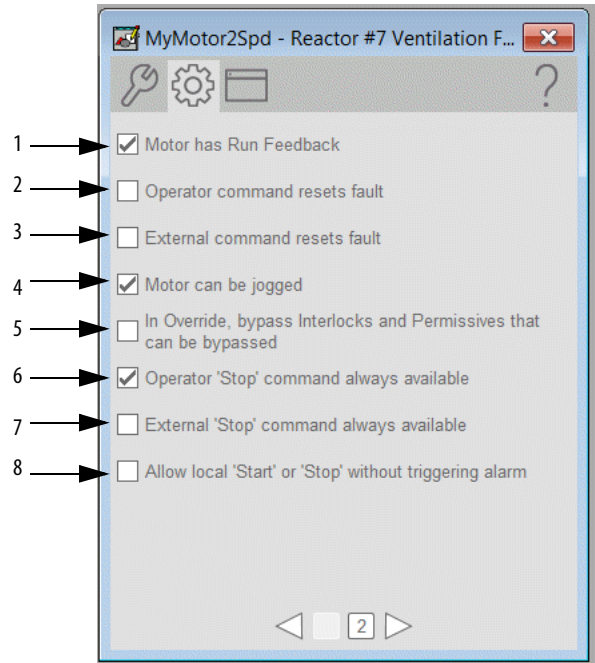 MyMotor2Spd - Reactor #7 Ventilation F...
?
1 Motor has Run Feedback
2 Operator command resets fault
3 External command resets fault
4 Motor can be jogged
5 In Override, bypass Interlocks and Permissives that
can be bypassed
6 Operator 'Stop' command always available
7 External 'Stop' command always available
8 Allow local 'Start' or 'Stop' without triggering alarm
2